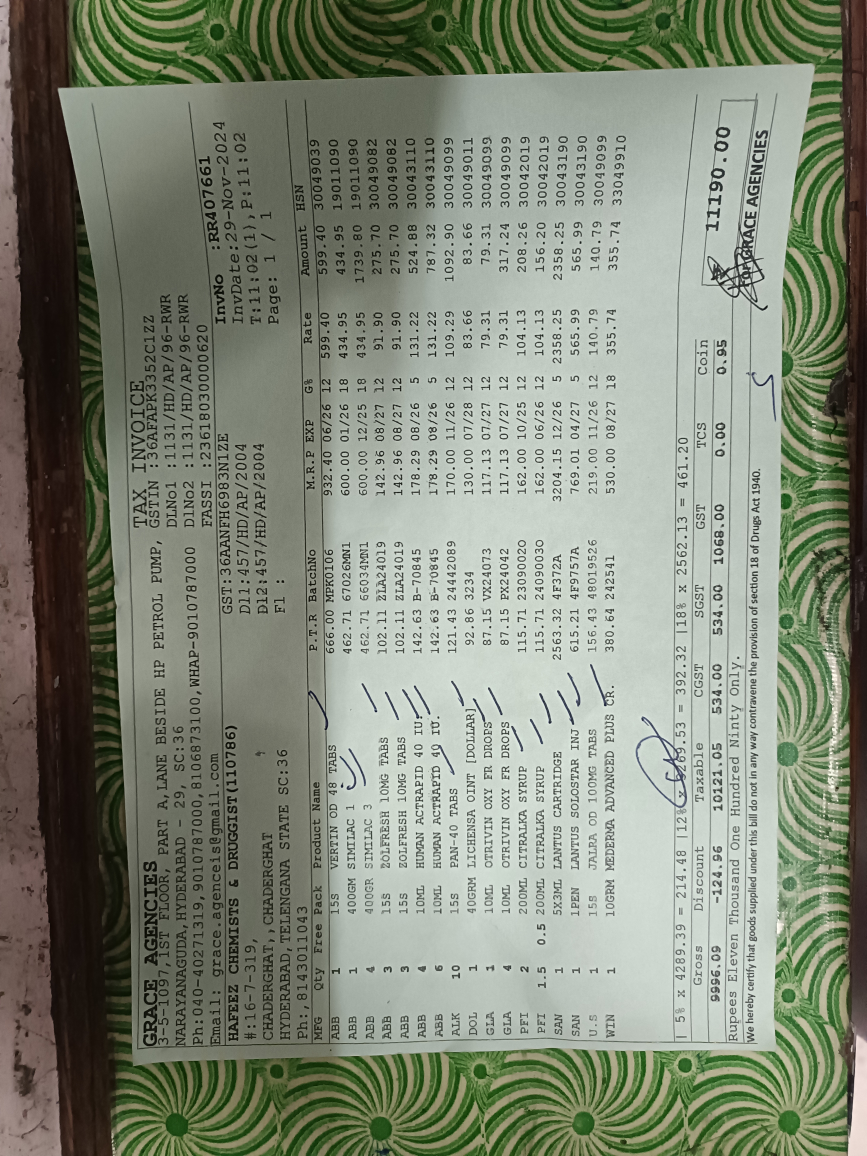 TAX INVOICE
GRACE AGENCIES
3-5-1097,1ST FLOOR, PART A,LANE BESIDE HP PETROL PUMP, GSTIN :36AFAPK3352C1ZZ
NARAYANAGUDA,HYDERABAD - 29, SC:36 DlNo1 :1131/HD/AP/96-RWR
Ph:040-40271319,9010787000,8106873100,WHAP-9010787000 DlNo2 :1131/HD/AP/96-RWR
Email: grace.agenceis@gmail.com FASSI :23618030000620
HAFEEZ CHEMISTS & DRUGGIST(110786) GST:36AANFH6983N1ZE InvNo :RR407661
#:16-7-319, Dl1:457/HD/AP/2004 InvDate:29-Nov-2024
CHADERGHAT,,CHADERGHAT Dl2:457/HD/AP/2004 T:11:02(1),P:11:02
HYDERABAD,TELENGANA STATE SC:36 Fl : Page: 1 / 1
Ph:,8143011043
MFG Qty Free Pack Product Name P.T.R BatchNo M.R.P EXP G% Rate Amount HSN
ABB 1 15S VERTIN OD 48 TABS 666.00 MPK0106 932.40 06/26 12 599.40 599.40 30049039
ABB 1 400GM SIMILAC 1 462.71 67026MN1 600.00 01/26 18 434.95 434.95 19011090
ABB 4 400GR SIMILAC 3 462.71 66034MN1 600.00 12/25 18 434.95 1739.80 19011090
ABB 3 15S ZOLFRESH 10MG TABS 102.11 ZLA24019 142.96 08/27 12 91.90 275.70 30049082
ABB 3 15S ZOLFRESH 10MG TABS 102.11 ZLA24019 142.96 08/27 12 91.90 275.70 30049082
ABB 4 10ML HUMAN ACTRAPID 40 IU. 142.63 B-70845 178.29 08/26 5 131.22 524.88 30043110
ABB 6 10ML HUMAN ACTRAPID 40 IU. 142.63 B-70845 178.29 08/26 5 131.22 787.32 30043110
ALK 10 15S PAN-40 TABS 121.43 24442089 170.00 11/26 12 109.29 1092.90 30049099
DOL 1 40GRM LICHENSA OINT [DOLLAR] 92.86 3234 130.00 07/28 12 83.66 83.66 30049011
GLA 1 10ML OTRIVIN OXY FR DROPS 87.15 VX24073 117.13 07/27 12 79.31 79.31 30049099
GLA 4 10ML OTRIVIN OXY FR DROPS 87.15 PX24042 117.13 07/27 12 79.31 317.24 30049099
PFI 2 200ML CITRALKA SYRUP 115.71 23090020 162.00 10/25 12 104.13 208.26 30042019
PFI 1.5 0.5 200ML CITRALKA SYRUP 115.71 24090030 162.00 06/26 12 104.13 156.20 30042019
SAN 1 5X3ML LANTUS CARTRIDGE 2563.32 4F372A 3204.15 12/26 5 2358.25 2358.25 30043190
SAN 1 1PEN LANTUS SOLOSTAR INJ 615.21 4F9757A 769.01 04/27 5 565.99 565.99 30043190
U.S 1 15S JALRA OD 100MG TABS 156.43 48019526 219.00 11/26 12 140.79 140.79 30049099
WIN 1 10GRM MEDERMA ADVANCED PLUS CR. 380.64 242541 530.00 08/27 18 355.74 355.74 33049910
| 5% x 4289.39 = 214.48 |12% x 3269.53 = 392.32 |18% x 2562.13 = 461.20
Gross Discount Taxable CGST SGST GST TCS Coin
9996.09 -124.96 10121.05 534.00 534.00 1068.00 0.00 0.95 11190.00
Rupees Eleven Thousand One Hundred Ninty Only.
We hereby certify that goods supplied under this bill do not in any way contravene the provision of section 18 of Drugs Act 1940. For GRACE AGENCIES